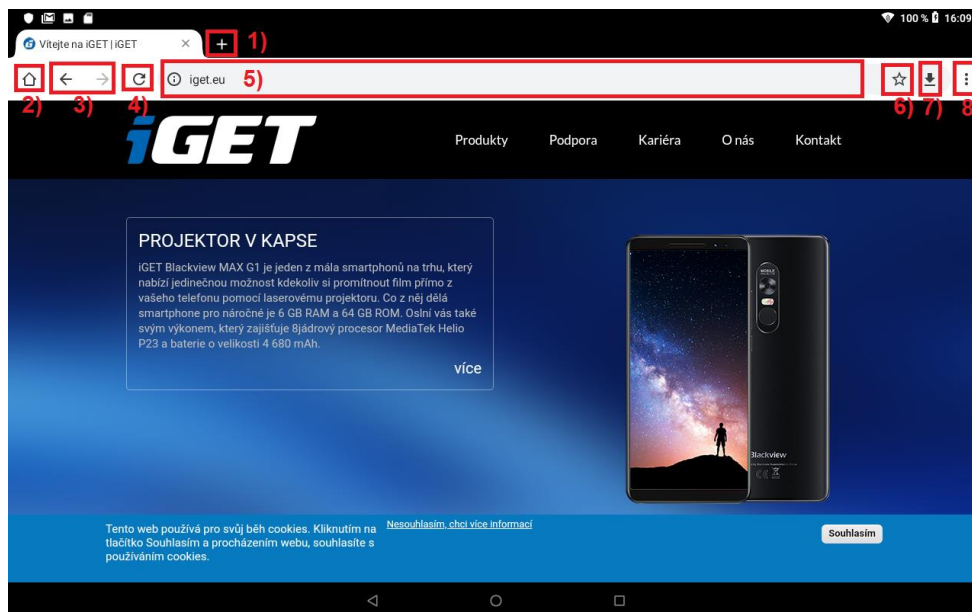 100 % 16:09
Vítejte na iGET | iGET
1)
iget.eu 5)
2) 3) 4) 6) 7) 8
iGET
Produkty Podpora Kariéra O nás Kontakt
PROJEKTOR V KAPSE
iGET Blackview MAX G1 je jeden z mála smartphonů na trhu, který
nabízí jedinečnou možnost kdekoliv si promítnout film přímo z
vašeho telefonu pomocí laserovému projektoru. Co z něj dělá
smartphone pro náročné je 6 GB RAM a 64 GB ROM. Oslní vás také
svým výkonem, který zajišťuje 8jádrový procesor MediaTek Helio
P23 a baterie o velikosti 4 680 mAh.
více
Blackview
Tento web používá pro svůj běh cookies. Kliknutím na
tlačítko Souhlasím a procházením webu, souhlasíte s
používáním cookies.
Nesouhlasím, chci více informací
Souhlasím